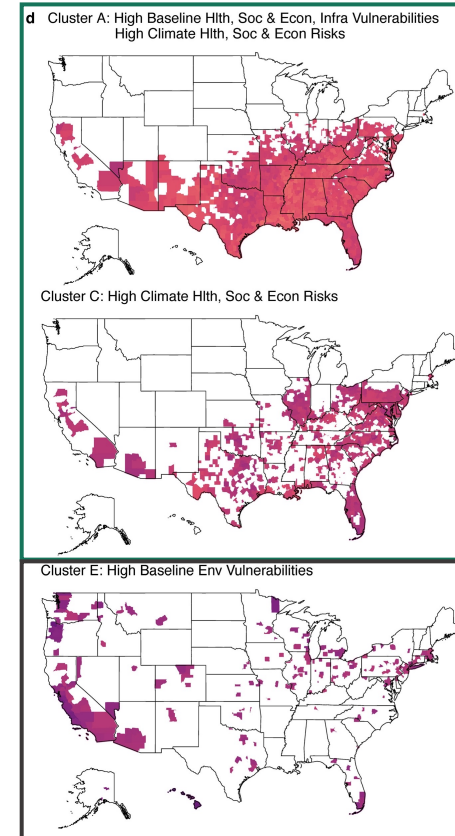 d Cluster A: High Baseline Hlth, Soc & Econ, Infra Vulnerabilities
High Climate Hlth, Soc & Econ Risks
Cluster C: High Climate Hlth, Soc & Econ Risks
Cluster E: High Baseline Env Vulnerabilities